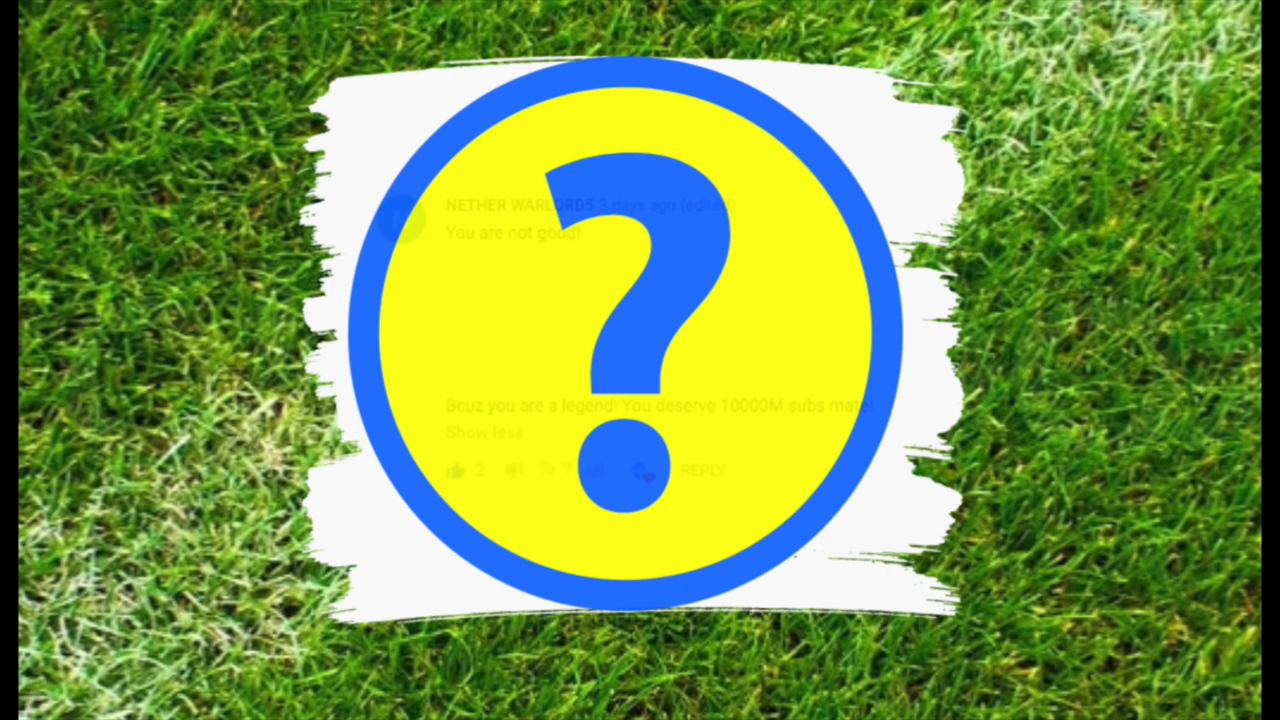 ?
NETHER WARLORDS 3 days ago (edited)
You are not good!
Bcuz you are a legend! You deserve 10000M subs mate!
Show less
2 REPLY